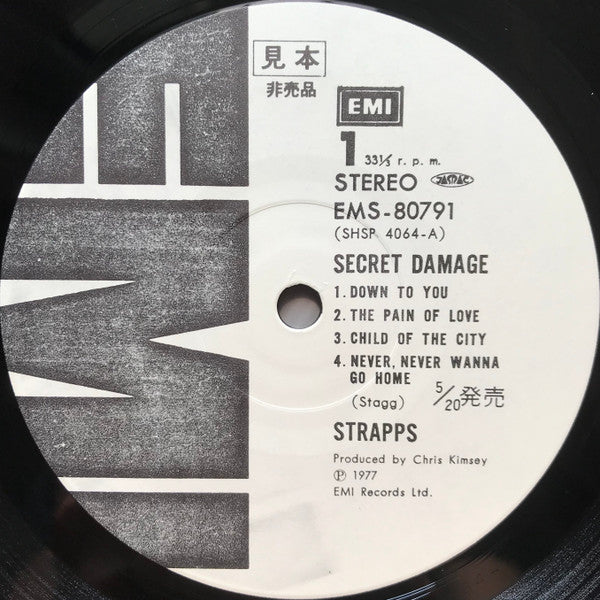 見本
非売品
EMI
1 33⅓ r. p. m.
STEREO JASRAC
EMS-80791
(SHSP 4064-A)
SECRET DAMAGE
1. DOWN TO YOU
2. THE PAIN OF LOVE
3. CHILD OF THE CITY
4. NEVER, NEVER WANNA
GO HOME
(Stagg) 5/20発売
STRAPPS
Produced by Chris Kimsey
Ⓟ 1977
EMI Records Ltd.
EMI